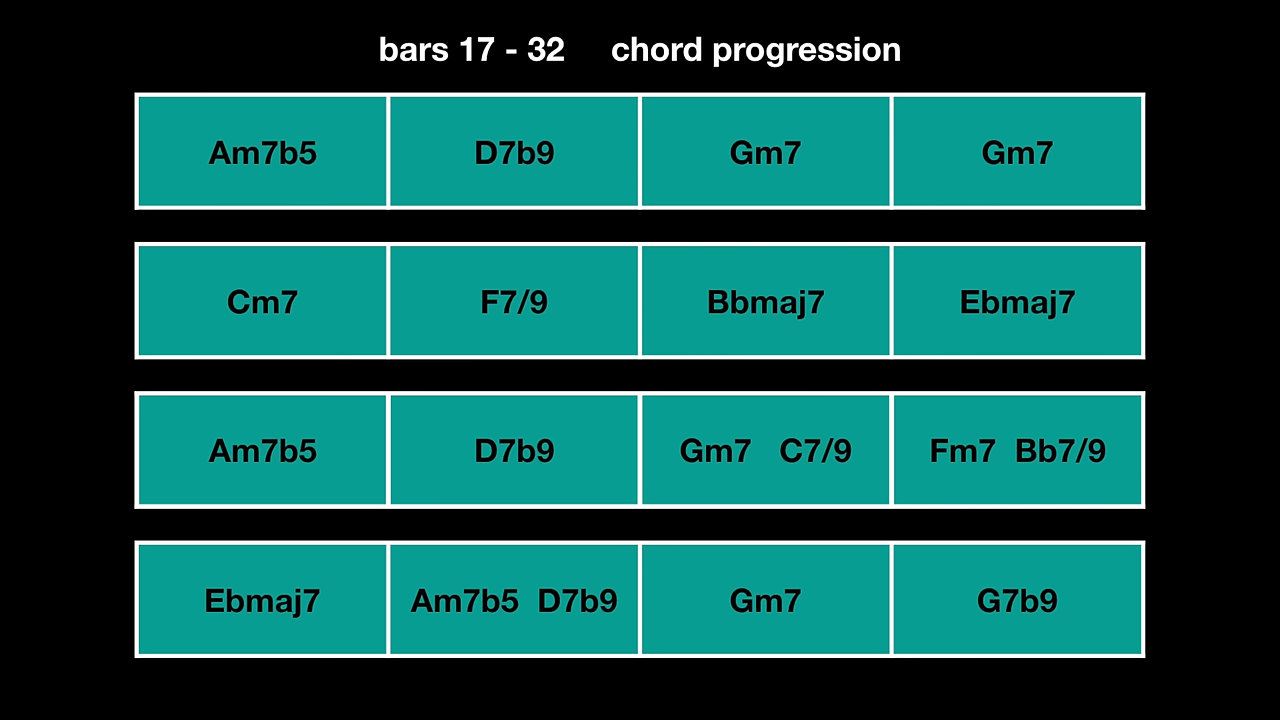 bars 17 - 32 chord progression
Am7b5 D7b9 Gm7 Gm7
Cm7 F7/9 Bbmaj7 Ebmaj7
Am7b5 D7b9 Gm7 C7/9 Fm7 Bb7/9
Ebmaj7 Am7b5 D7b9 Gm7 G7b9